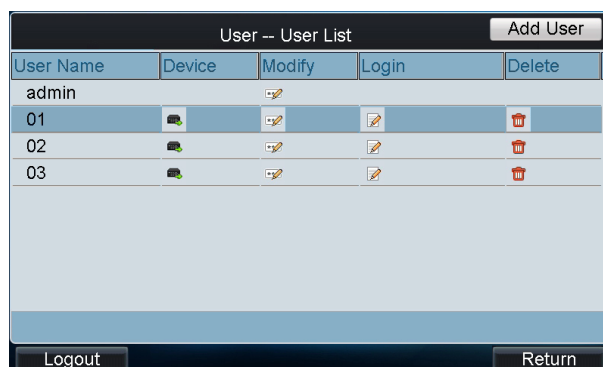 User -- User List Add User
User Name Device Modify Login Delete
admin
01
02
03
Logout Return